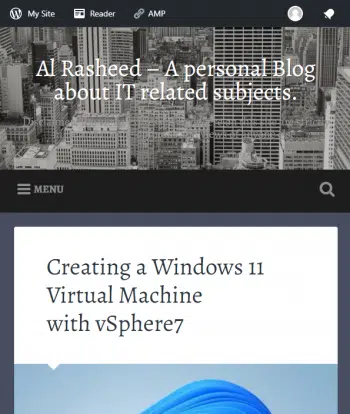 My Site Reader AMP
Al Rasheed – A personal Blog
about IT related subjects.
MENU
Creating a Windows 11
Virtual Machine
with vSphere7